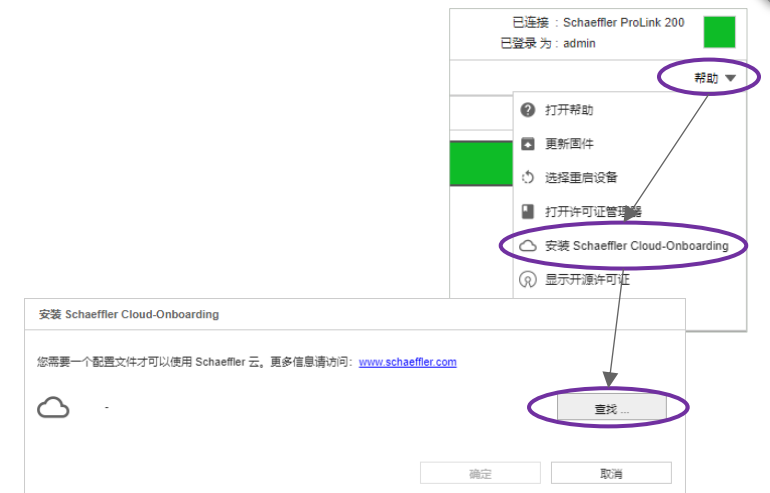 已连接 : Schaeffler ProLink 200
已登录 为 : admin
帮助
打开帮助
更新固件
选择重启设备
打开许可证管理器
安装 Schaeffler Cloud-Onboarding
显示开源许可证
安装 Schaeffler Cloud-Onboarding
您需要一个配置文件才可以使用 Schaeffler 云。更多信息请访问: www.schaeffler.com
-
查找 ...
确定
取消